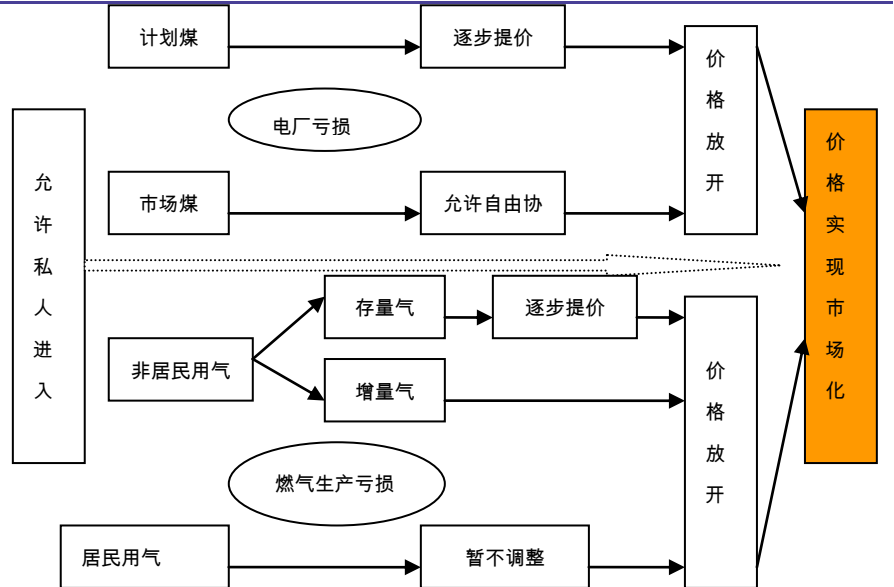 计划煤
逐步提价
价格放开
电厂亏损
允许私人进入
价格实现市场化
市场煤
允许自由协
存量气
逐步提价
非居民用气
增量气
价格放开
燃气生产亏损
居民用气
暂不调整